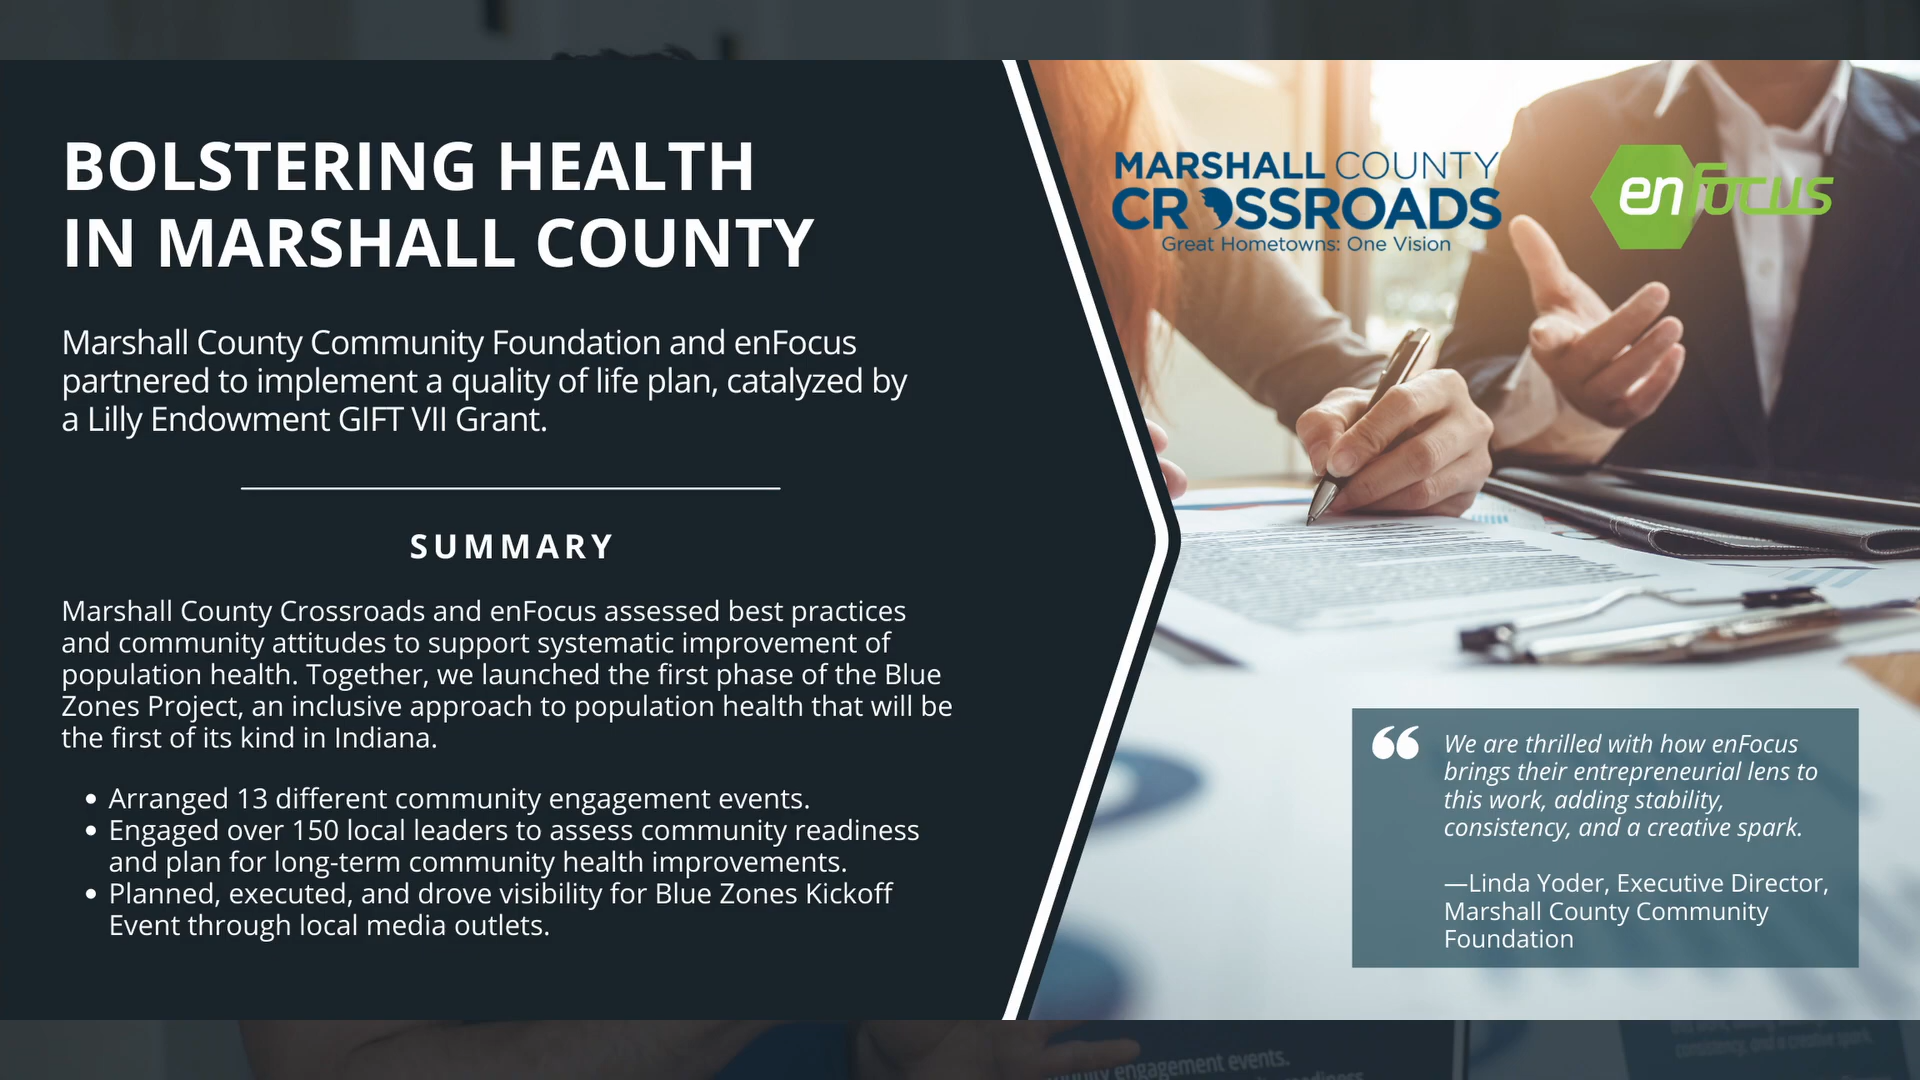 BOLSTERING HEALTH
IN MARSHALL COUNTY
Marshall County Community Foundation and enFocus
partnered to implement a quality of life plan, catalyzed by
a Lilly Endowment GIFT VII Grant.
SUMMARY
Marshall County Crossroads and enFocus assessed best practices
and community attitudes to support systematic improvement of
population health. Together, we launched the first phase of the Blue
Zones Project, an inclusive approach to population health that will be
the first of its kind in Indiana.
• Arranged 13 different community engagement events.
• Engaged over 150 local leaders to assess community readiness
and plan for long-term community health improvements.
• Planned, executed, and drove visibility for Blue Zones Kickoff
Event through local media outlets.
MARSHALL COUNTY
CROSSROADS
Great Hometowns: One Vision
enFocus
“We are thrilled with how enFocus
brings their entrepreneurial lens to
this work, adding stability,
consistency, and a creative spark.
—Linda Yoder, Executive Director,
Marshall County Community
Foundation
engagement events.
consistency, and a creative spark.